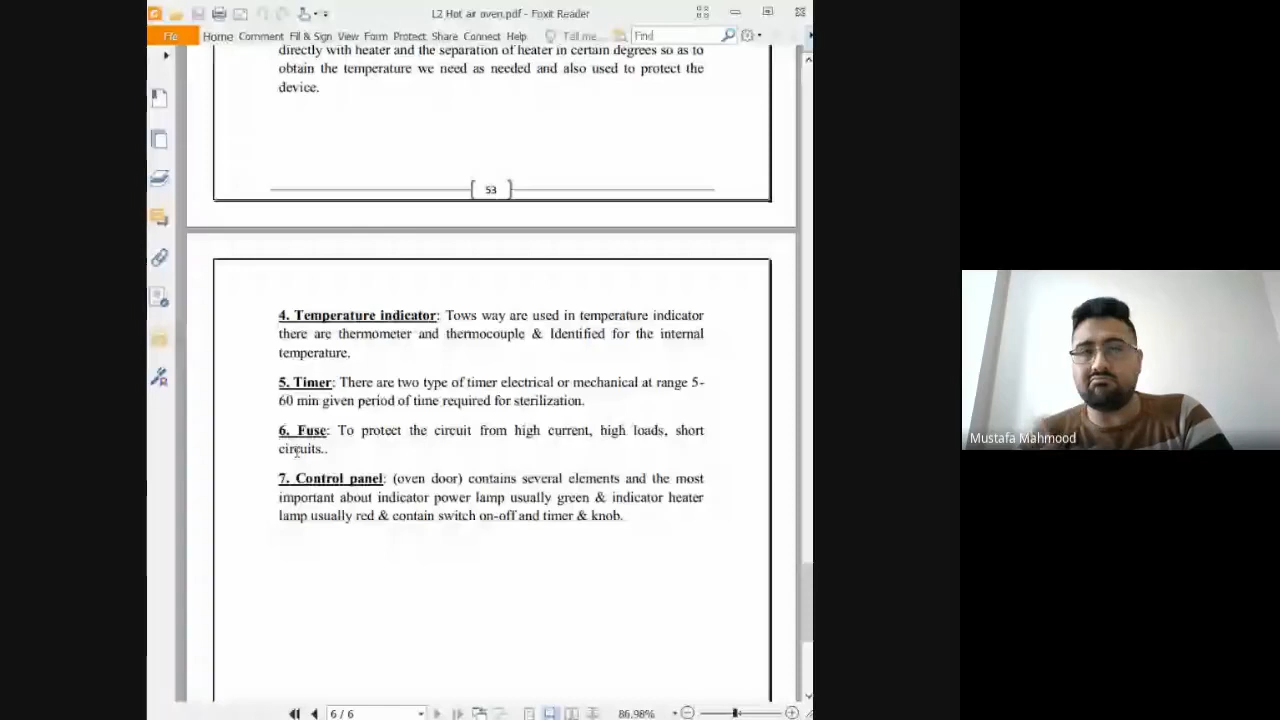 L2 Hot air oven.pdf - Foxit Reader
File Home Comment Fill & Sign View Form Protect Share Connect Help Tell me... Find
directly with heater and the separation of heater in certain degrees so as to
obtain the temperature we need as needed and also used to protect the
device.
53
4. Temperature indicator: Tows way are used in temperature indicator
there are thermometer and thermocouple & Identified for the internal
temperature.
5. Timer: There are two type of timer electrical or mechanical at range 5-
60 min given period of time required for sterilization.
6. Fuse: To protect the circuit from high current, high loads, short
circuits..
7. Control panel: (oven door) contains several elements and the most
important about indicator power lamp usually green & indicator heater
lamp usually red & contain switch on-off and timer & knob.
Mustafa Mahmood
6 / 6
86.98%